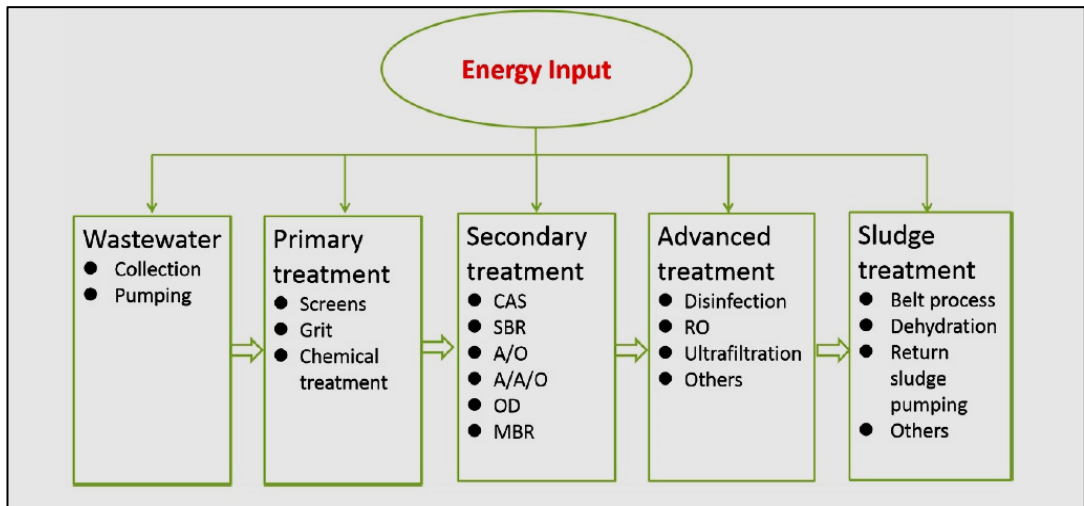 Energy Input
Wastewater
● Collection
● Pumping
Primary
treatment
● Screens
● Grit
● Chemical
treatment
Secondary
treatment
● CAS
● SBR
● A/O
● A/A/O
● OD
● MBR
Advanced
treatment
● Disinfection
● RO
● Ultrafiltration
● Others
Sludge
treatment
● Belt process
● Dehydration
● Return
sludge
pumping
● Others